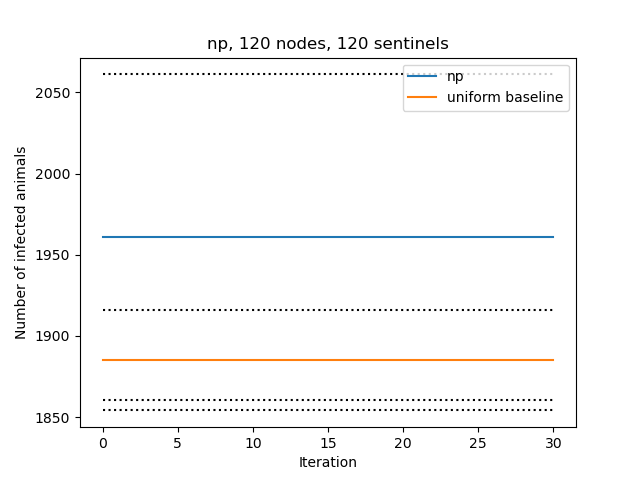 np, 120 nodes, 120 sentinels
np
uniform baseline
2050
2000
1950
1900
1850
Number of infected animals
0 5 10 15 20 25 30
Iteration